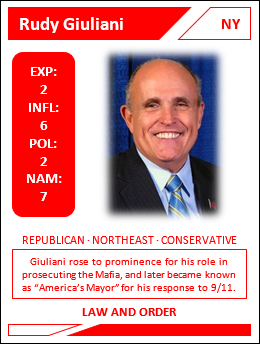 Rudy Giuliani NY
EXP:
2
INFL:
6
POL:
2
NAM:
7
REPUBLICAN · NORTHEAST · CONSERVATIVE
Giuliani rose to prominence for his role in
prosecuting the Mafia, and later became known
as “America’s Mayor” for his response to 9/11.
LAW AND ORDER